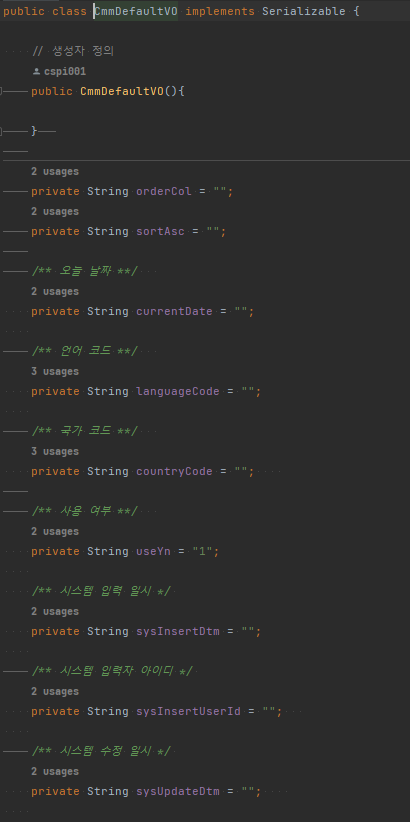 public class CmmDefaultVO implements Serializable {
// 생성자 정의
cspi001
public CmmDefaultVO(){
}
2 usages
private String orderCol = "";
2 usages
private String sortAsc = "";
/** 오늘 날짜 **/
2 usages
private String currentDate = "";
/** 언어 코드 **/
3 usages
private String languageCode = "";
/** 국가 코드 **/
3 usages
private String countryCode = "";
/** 사용 여부 **/
2 usages
private String useYn = "1";
/** 시스템 입력 일시 */
2 usages
private String sysInsertDtm = "";
/** 시스템 입력자 아이디 */
2 usages
private String sysInsertUserId = "";
/** 시스템 수정 일시 */
2 usages
private String sysUpdateDtm = "";